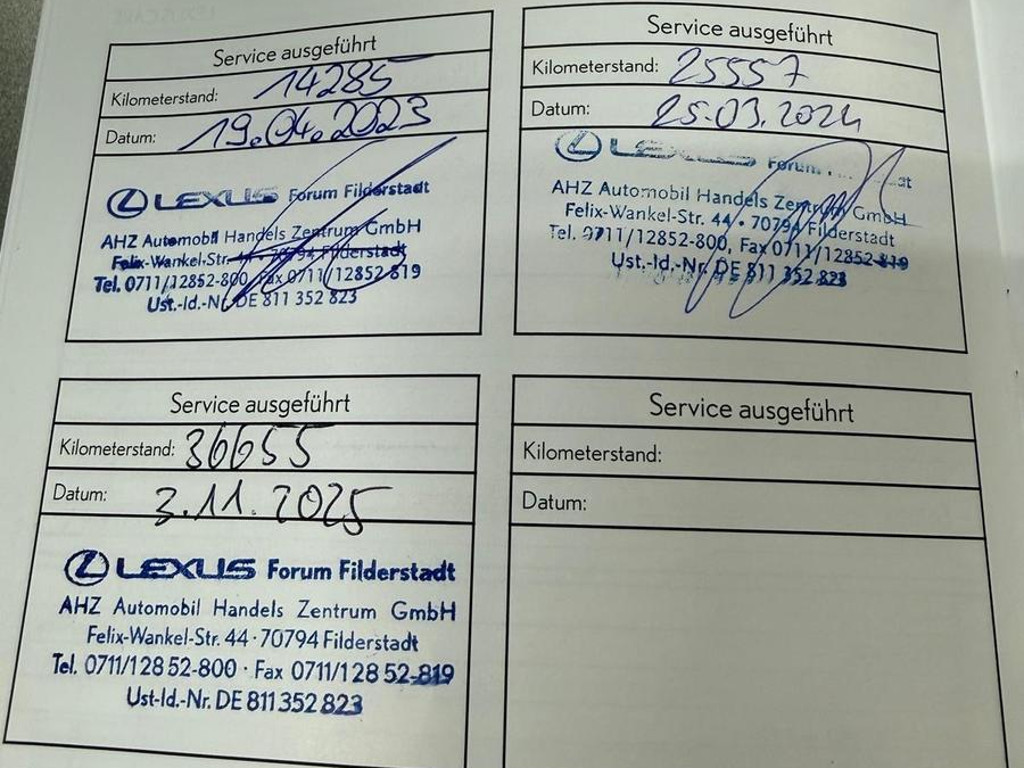 Service ausgeführt
Kilometerstand: 14285
Datum: 19.04.2023
LEXUS Forum Filderstadt
AHZ Automobil Handels Zentrum GmbH
Felix-Wankel-Str. 44 · 70794 Filderstadt
Tel. 0711/12852-800, Fax 0711/12852-819
Ust.-Id.-Nr. DE 811 352 823
Service ausgeführt
Kilometerstand: 25557
Datum: 25.03.2024
LEXUS Forum
AHZ Automobil Handels Zentrum GmbH
Felix-Wankel-Str. 44 · 70794 Filderstadt
Tel. 0711/12852-800, Fax 0711/12852-819
Ust.-Id.-Nr. DE 811 352 823
Service ausgeführt
Kilometerstand: 36655
Datum: 3.11.2025
LEXUS Forum Filderstadt
AHZ Automobil Handels Zentrum GmbH
Felix-Wankel-Str. 44 · 70794 Filderstadt
Tel. 0711/128 52-800 · Fax 0711/128 52-819
Ust-Id.-Nr. DE 811 352 823
Service ausgeführt
Kilometerstand:
Datum: